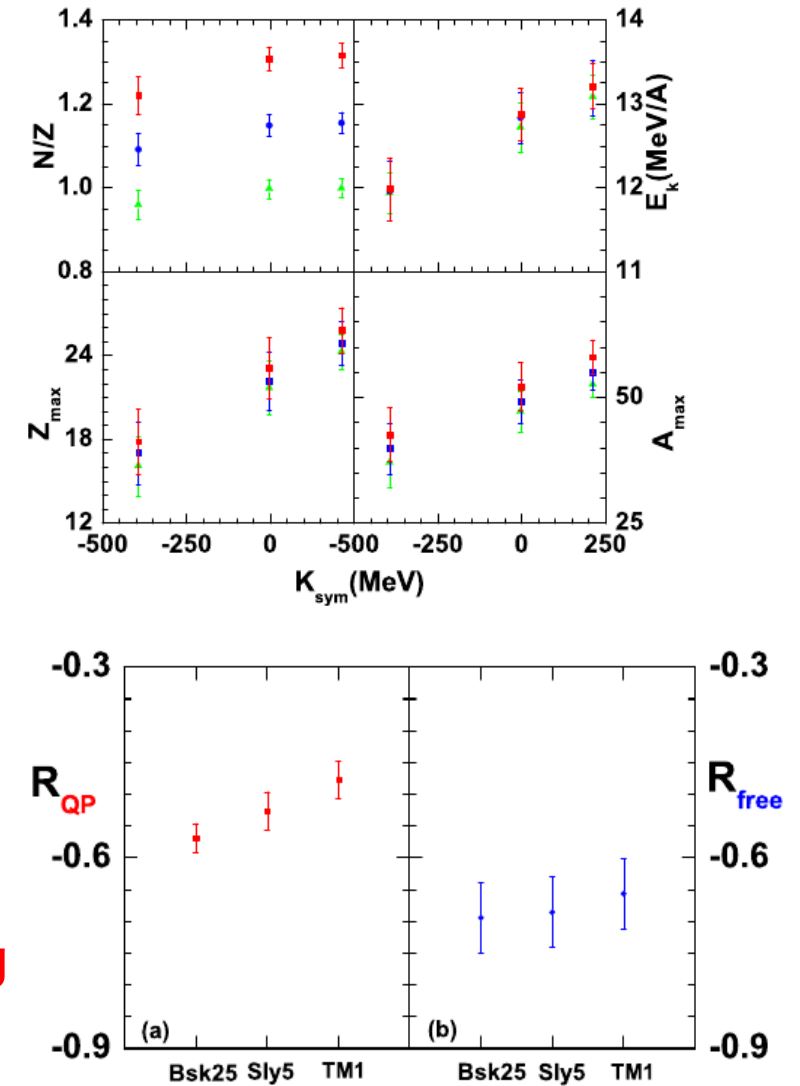 1.4
1.2
1.0
0.8
N/Z
14
13
12
11
E_k(MeV/A)
24
18
12
Z_max
50
25
A_max
-500 -250 0 -500 -250 0 250
K_sym(MeV)
-0.3 -0.3
R_QP
R_free
-0.6 -0.6
-0.9 (a) (b) -0.9
Bsk25 Sly5 TM1 Bsk25 Sly5 TM1